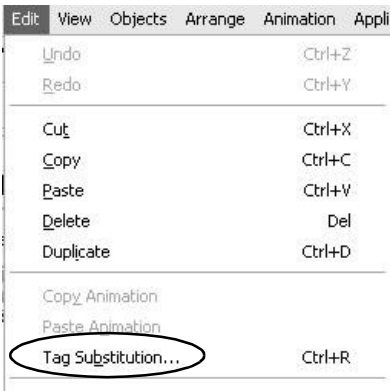 Edit View Objects Arrange Animation Appli
Undo Ctrl+Z
Redo Ctrl+Y
Cut Ctrl+X
Copy Ctrl+C
Paste Ctrl+V
Delete Del
Duplicate Ctrl+D
Copy Animation
Paste Animation
Tag Substitution... Ctrl+R